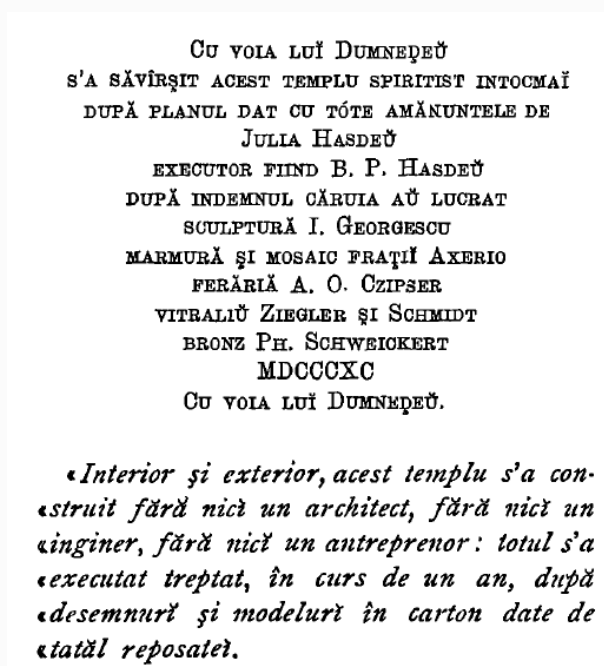 Cu voia luĭ Dumneḑeŭ
s'a săvîrşit acest templu spiritist intocmaĭ
după planul dat cu tóte amănuntele de
Julia Hasdeŭ
executor fiind B. P. Hasdeŭ
după indemnul căruia aŭ lucrat
sculptură I. Georgescu
marmură şi mosaic fraţiĭ Axerio
ferăriă A. O. Czipser
vitraliŭ Ziegler şi Schmidt
bronz Ph. Schweickert
MDCCCXC
Cu voia luĭ Dumneḑeŭ.
«Interior şi exterior, acest templu s'a con-
«struit fără nicĭ un architect, fără nicĭ un
«inginer, fără nicĭ un antreprenor: totul s'a
«executat treptat, în curs de un an, după
«desemnurĭ şi modelurĭ în carton date de
«tatăl reposateĭ.